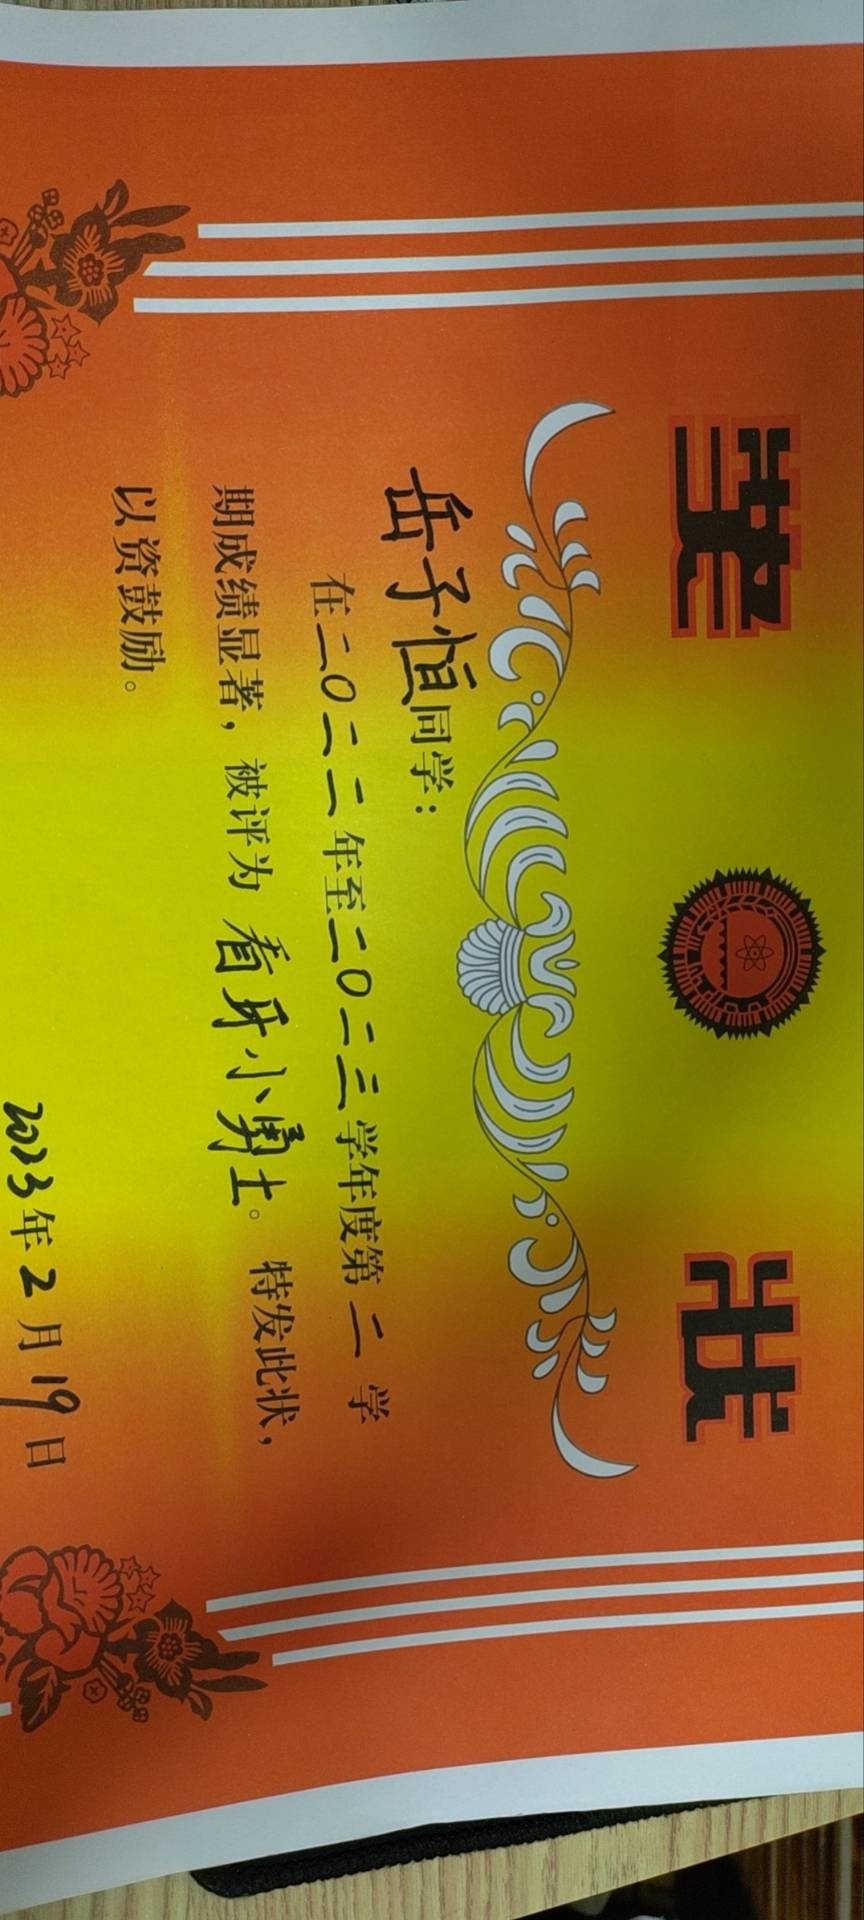 奖 状
岳子恒同学：
在二〇二二年至二〇二三学年度第二学
期成绩显著，被评为看牙小勇士。特发此状，
以资鼓励。
2023年2月19日